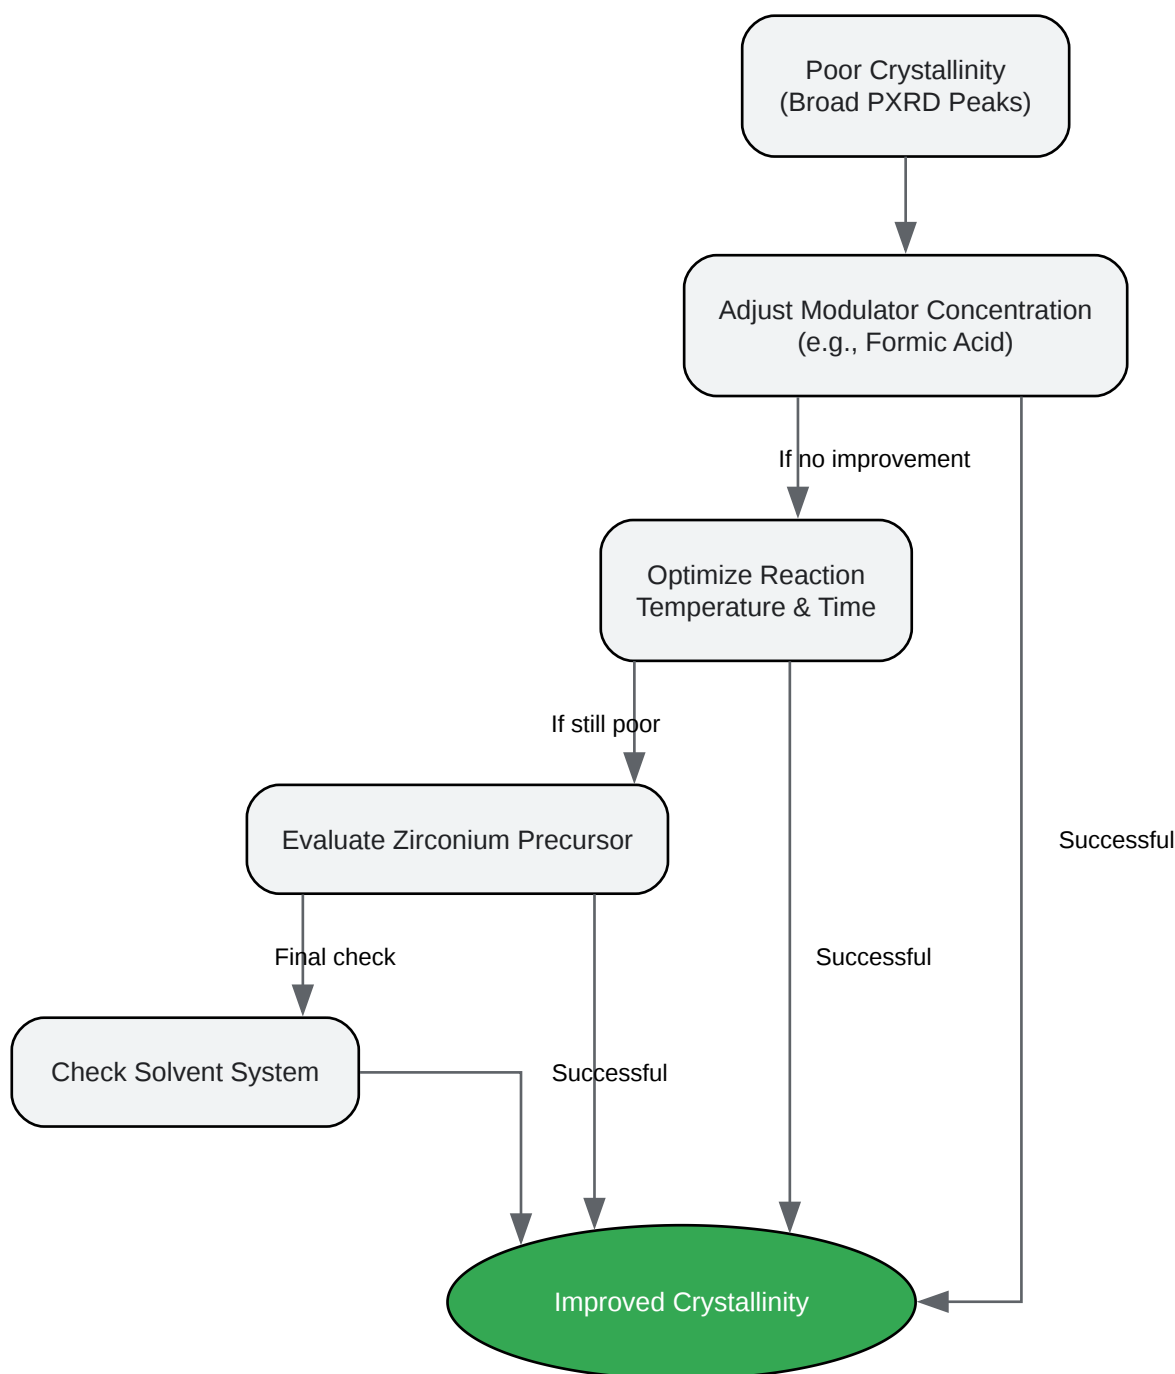 Poor Crystallinity
(Broad PXRD Peaks)
Adjust Modulator Concentration
(e.g., Formic Acid)
If no improvement
Optimize Reaction
Temperature & Time
If still poor
Evaluate Zirconium Precursor
Successful
Final check
Successful
Check Solvent System
Successful
Improved Crystallinity